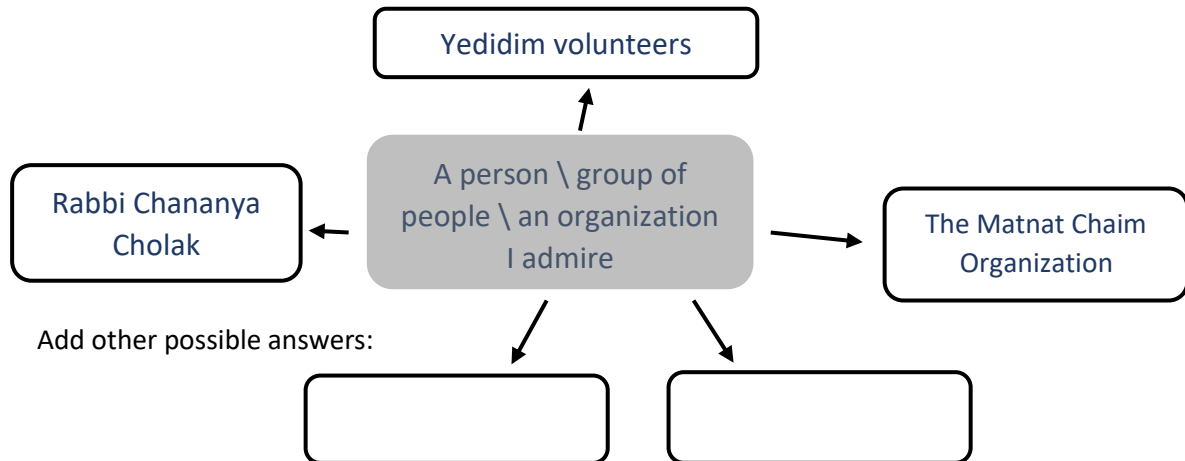 Yedidim volunteers
A person \ group of
people \ an organization
I admire
Rabbi Chananya
Cholak
The Matnat Chaim
Organization
Add other possible answers: